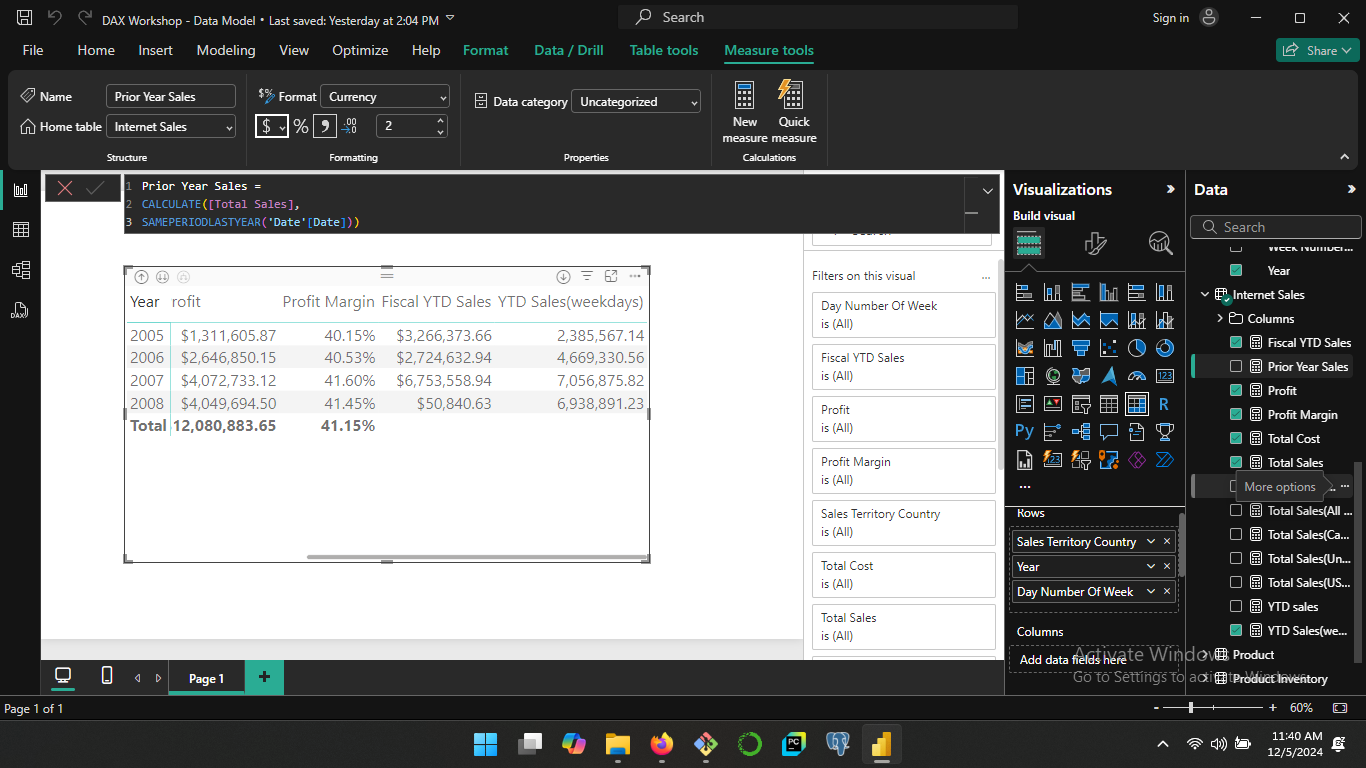 DAX Workshop - Data Model • Last saved: Yesterday at 2:04 PM
Search
Sign in
File
Home
Insert
Modeling
View
Optimize
Help
Format
Data / Drill
Table tools
Measure tools
Share
Name
Prior Year Sales
Home table
Internet Sales
Structure
Format
Currency
$
%
2
Formatting
Data category
Uncategorized
Properties
New measure
Quick measure
Calculations
1 Prior Year Sales =
2 CALCULATE([Total Sales],
3 SAMEPERIODLASTYEAR('Date'[Date]))
Year rofit Profit Margin Fiscal YTD Sales YTD Sales(weekdays)
2005 $1,311,605.87 40.15% $3,266,373.66 2,385,567.14
2006 $2,646,850.15 40.53% $2,724,632.94 4,669,330.56
2007 $4,072,733.12 41.60% $6,753,558.94 7,056,875.82
2008 $4,049,694.50 41.45% $50,840.63 6,938,891.23
Total 12,080,883.65 41.15%
Filters on this visual
Day Number Of Week
is (All)
Fiscal YTD Sales
is (All)
Profit
is (All)
Profit Margin
is (All)
Sales Territory Country
is (All)
Total Cost
is (All)
Total Sales
is (All)
Visualizations
Build visual
R
Py
Rows
Sales Territory Country
Year
Day Number Of Week
Columns
Add data fields here
Data
Search
Week Number...
Year
Internet Sales
Columns
Fiscal YTD Sales
Prior Year Sales
Profit
Profit Margin
Total Cost
Total Sales
More options
Total Sales(All ...
Total Sales(Ca...
Total Sales(Un...
Total Sales(US...
YTD sales
YTD Sales(we...
Product
Product Inventory
Activate Windows
Go to Settings to activate Windows.
Page 1
Page 1 of 1
60%
11:40 AM
12/5/2024